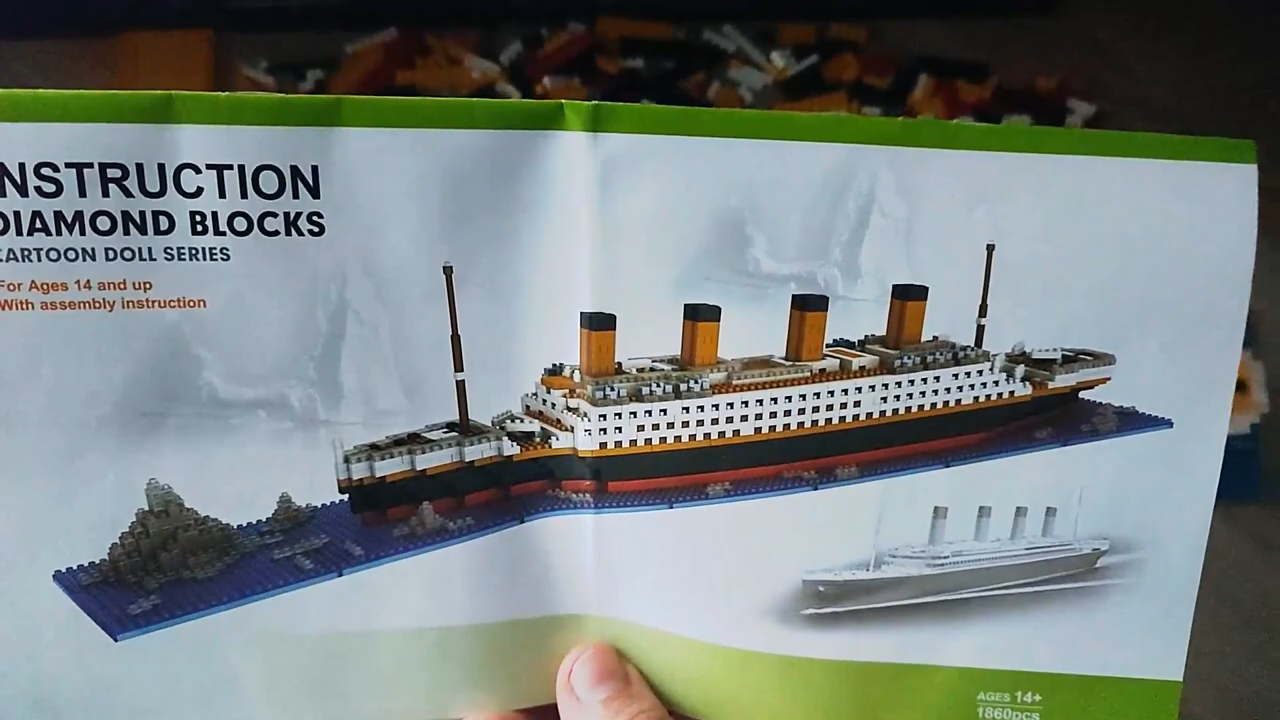 NSTRUCTION
DIAMOND BLOCKS
CARTOON DOLL SERIES
For Ages 14 and up
With assembly instruction
AGES 14+
1860pcs